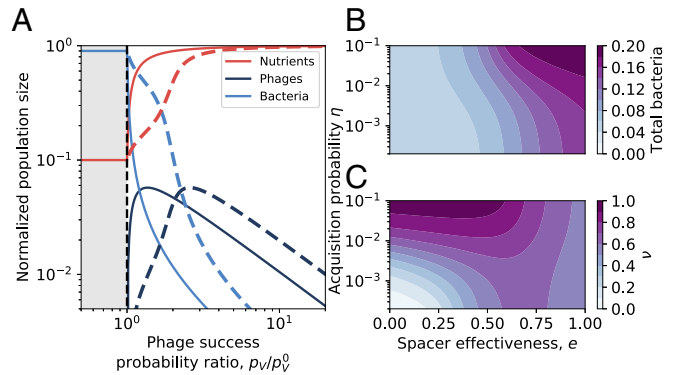 A
Normalized population size
10⁰
10⁻¹
10⁻²
Nutrients
Phages
Bacteria
10⁰
10¹
Phage success
probability ratio, p_V/p_V⁰
B
Acquisition probability η
10⁻¹
10⁻²
10⁻³
0.20
0.16
0.12
0.08
0.04
0.00
Total bacteria
C
10⁻¹
10⁻²
10⁻³
0.00
0.25
0.50
0.75
1.00
Spacer effectiveness, e
1.0
0.8
0.6
0.4
0.2
0.0
ν